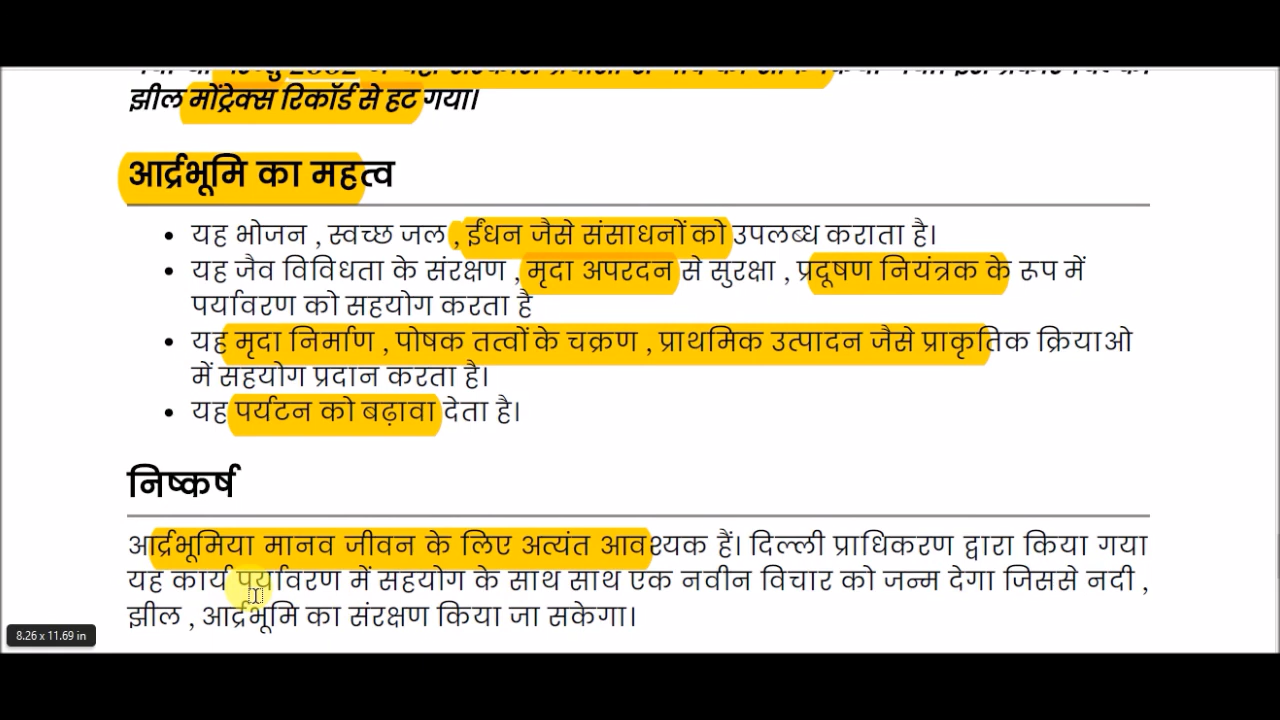 झील मोंट्रेक्स रिकॉर्ड से हट गया।
आर्द्रभूमि का महत्व
• यह भोजन , स्वच्छ जल , ईंधन जैसे संसाधनों को उपलब्ध कराता है।
• यह जैव विविधता के संरक्षण , मृदा अपरदन से सुरक्षा , प्रदूषण नियंत्रक के रूप में
पर्यावरण को सहयोग करता है
• यह मृदा निर्माण , पोषक तत्वों के चक्रण , प्राथमिक उत्पादन जैसे प्राकृतिक क्रियाओ
में सहयोग प्रदान करता है।
• यह पर्यटन को बढ़ावा देता है।
निष्कर्ष
आर्द्रभूमिया मानव जीवन के लिए अत्यंत आवश्यक हैं। दिल्ली प्राधिकरण द्वारा किया गया
यह कार्य पर्यावरण में सहयोग के साथ साथ एक नवीन विचार को जन्म देगा जिससे नदी ,
झील , आर्द्रभूमि का संरक्षण किया जा सकेगा।
8.26 x 11.69 in